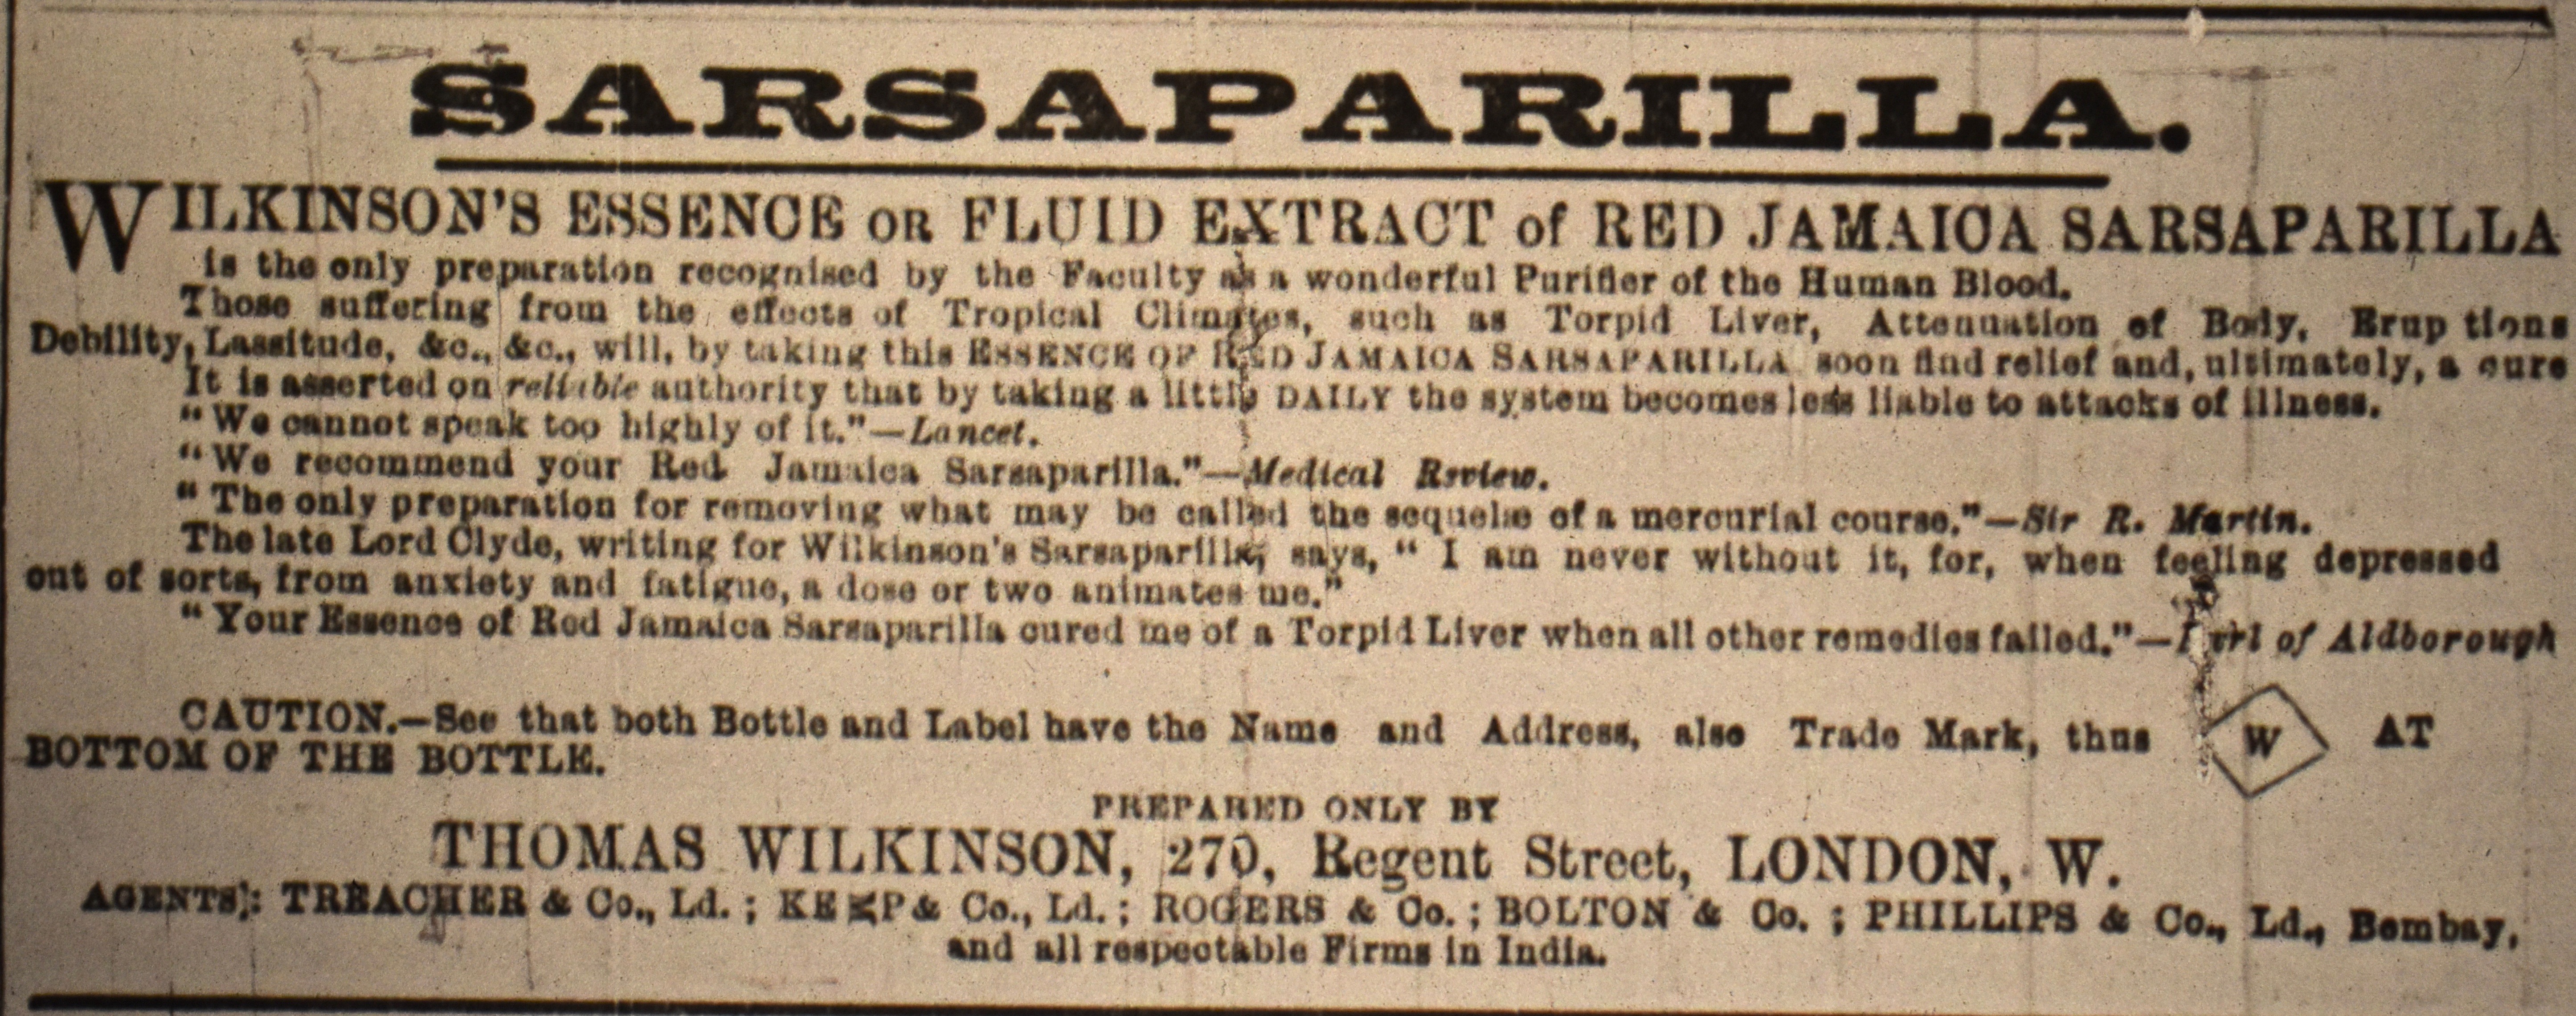 SARSAPARILLA.
WILKINSON'S ESSENCE OR FLUID EXTRACT of RED JAMAICA SARSAPARILLA
is the only preparation recognised by the Faculty as a wonderful Purifier of the Human Blood.
Those suffering from the effects of Tropical Climates, such as Torpid Liver, Attenuation of Body, Erup tions
Debility, Lassitude, &c., &c., will, by taking this ESSENCE OF RED JAMAICA SARSAPARILLA soon find relief and, ultimately, a cure
It is asserted on reliable authority that by taking a little DAILY the system becomes less liable to attacks of illness.
"We cannot speak too highly of it."—Lancet.
"We recommend your Red Jamaica Sarsaparilla."—Medical Review.
"The only preparation for removing what may be called the sequelæ of a mercurial course."—Sir R. Martin.
The late Lord Clyde, writing for Wilkinson's Sarsaparilla, says, "I am never without it, for, when feeling depressed
out of sorts, from anxiety and fatigue, a dose or two animates me."
"Your Essence of Red Jamaica Sarsaparilla cured me of a Torpid Liver when all other remedies failed."—Earl of Aldborough
CAUTION.—See that both Bottle and Label have the Name and Address, also Trade Mark, thus W AT
BOTTOM OF THE BOTTLE.
PREPARED ONLY BY
THOMAS WILKINSON, 270, Regent Street, LONDON, W.
AGENTS: TREACHER & Co., Ld.; KEMP & Co., Ld.; ROGERS & Co.; BOLTON & Co.; PHILLIPS & Co., Ld., Bombay,
and all respectable Firms in India.